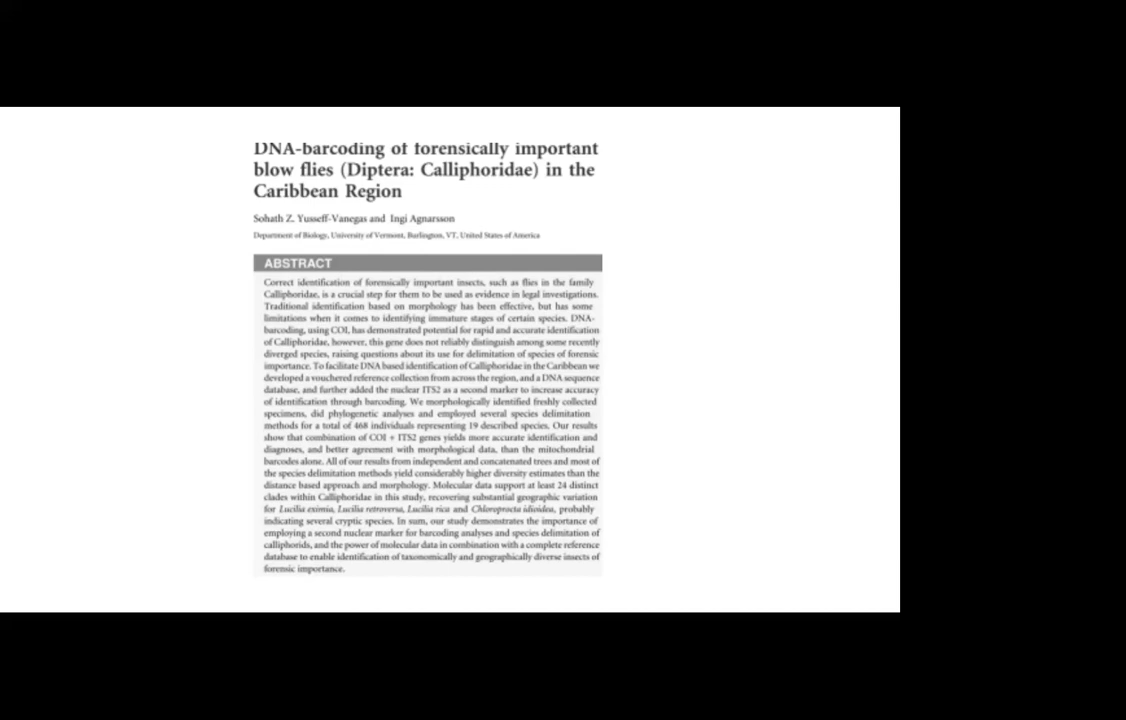 DNA-barcoding of forensically important
blow flies (Diptera: Calliphoridae) in the
Caribbean Region
Sohath Z. Yusseff-Vanegas and Ingi Agnarsson
Department of Biology, University of Vermont, Burlington, VT, United States of America
ABSTRACT
Correct identification of forensically important insects, such as flies in the family
Calliphoridae, is a crucial step for them to be used as evidence in legal investigations.
Traditional identification based on morphology has been effective, but has some
limitations when it comes to identifying immature stages of certain species. DNA-
barcoding, using COI, has demonstrated potential for rapid and accurate identification
of Calliphoridae, however, this gene does not reliably distinguish among some recently
diverged species, raising questions about its use for delimitation of species of forensic
importance. To facilitate DNA based identification of Calliphoridae in the Caribbean we
developed a vouchered reference collection from across the region, and a DNA sequence
database, and further added the nuclear ITS2 as a second marker to increase accuracy
of identification through barcoding. We morphologically identified freshly collected
specimens, did phylogenetic analyses and employed several species delimitation
methods for a total of 468 individuals representing 19 described species. Our results
show that combination of COI + ITS2 genes yields more accurate identification and
diagnoses, and better agreement with morphological data, than the mitochondrial
barcodes alone. All of our results from independent and concatenated trees and most of
the species delimitation methods yield considerably higher diversity estimates than the
distance based approach and morphology. Molecular data support at least 24 distinct
clades within Calliphoridae in this study, recovering substantial geographic variation
for Lucilia eximia, Lucilia retroversa, Lucilia rica and Chloroprocta idioidea, probably
indicating several cryptic species. In sum, our study demonstrates the importance of
employing a second nuclear marker for barcoding analyses and species delimitation of
calliphorids, and the power of molecular data in combination with a complete reference
database to enable identification of taxonomically and geographically diverse insects of
forensic importance.